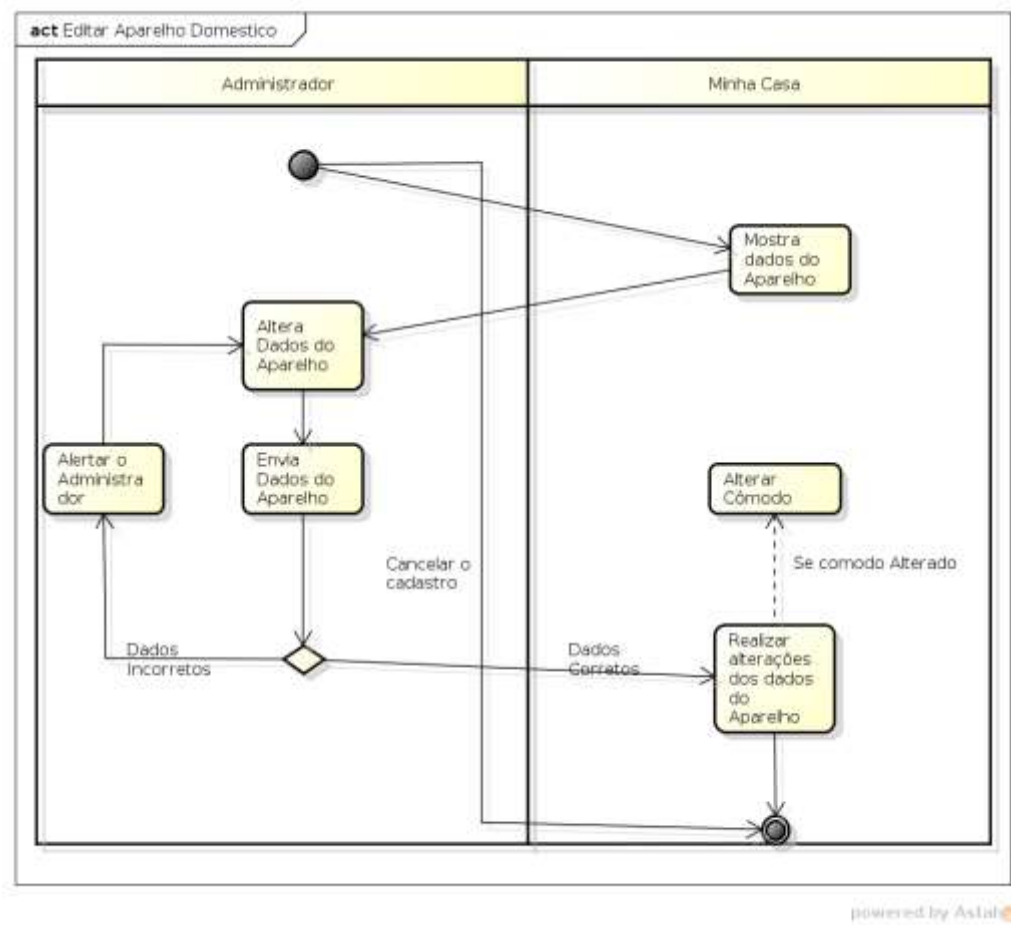 act Editar Aparelho Domestico
Administrador
Minha Casa
Mostra
dados do
Aparelho
Altera
Dados do
Aparelho
Alertar o
Administra
dor
Envia
Dados do
Aparelho
Alterar
Cômodo
Cancelar o
cadastro
Se comodo Alterado
Dados
Incorretos
Dados
Corretos
Realizar
alterações
dos dados
do
Aparelho
powered by Astah